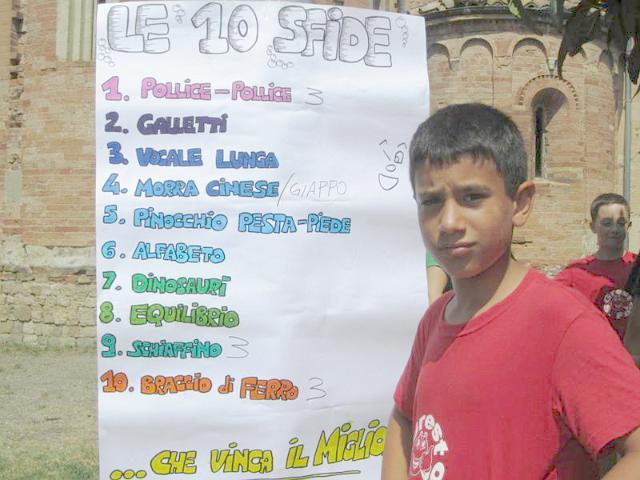 LE 10 SFIDE
1. POLLICE-POLLICE 3
2. GALLETTI
3. VOCALE LUNGA
4. MORRA CINESE/GIAPPO
5. PINOCCHIO PESTA-PIEDE
6. ALFABETO
7. DINOSAURI
8. EQUILIBRIO
9. SCHIAFFINO 3
10. BRACCIO di FERRO 3
...CHE VINCA iL MIGLIO